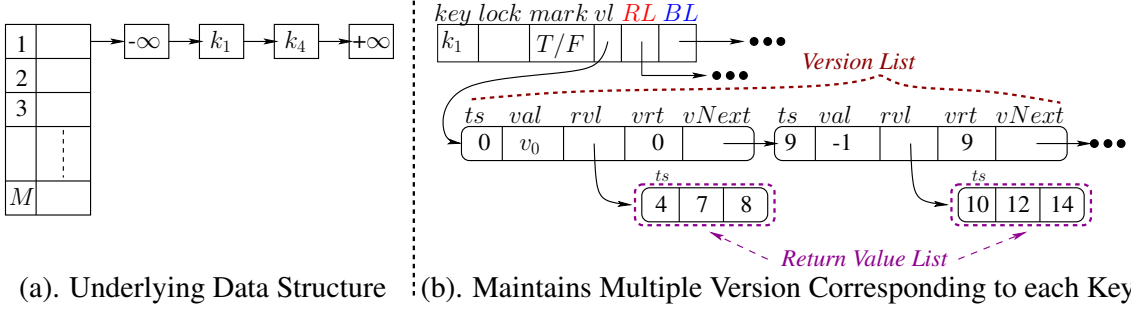 key lock mark vl RL BL
1 -∞ k₁ k₄ +∞
k₁ T/F
2
3
M
Version List
ts val rvl vrt vNext ts val rvl vrt vNext
0 v₀ 0 9 -1 9
ts ts
4 7 8 10 12 14
Return Value List
(a). Underlying Data Structure
(b). Maintains Multiple Version Corresponding to each Key